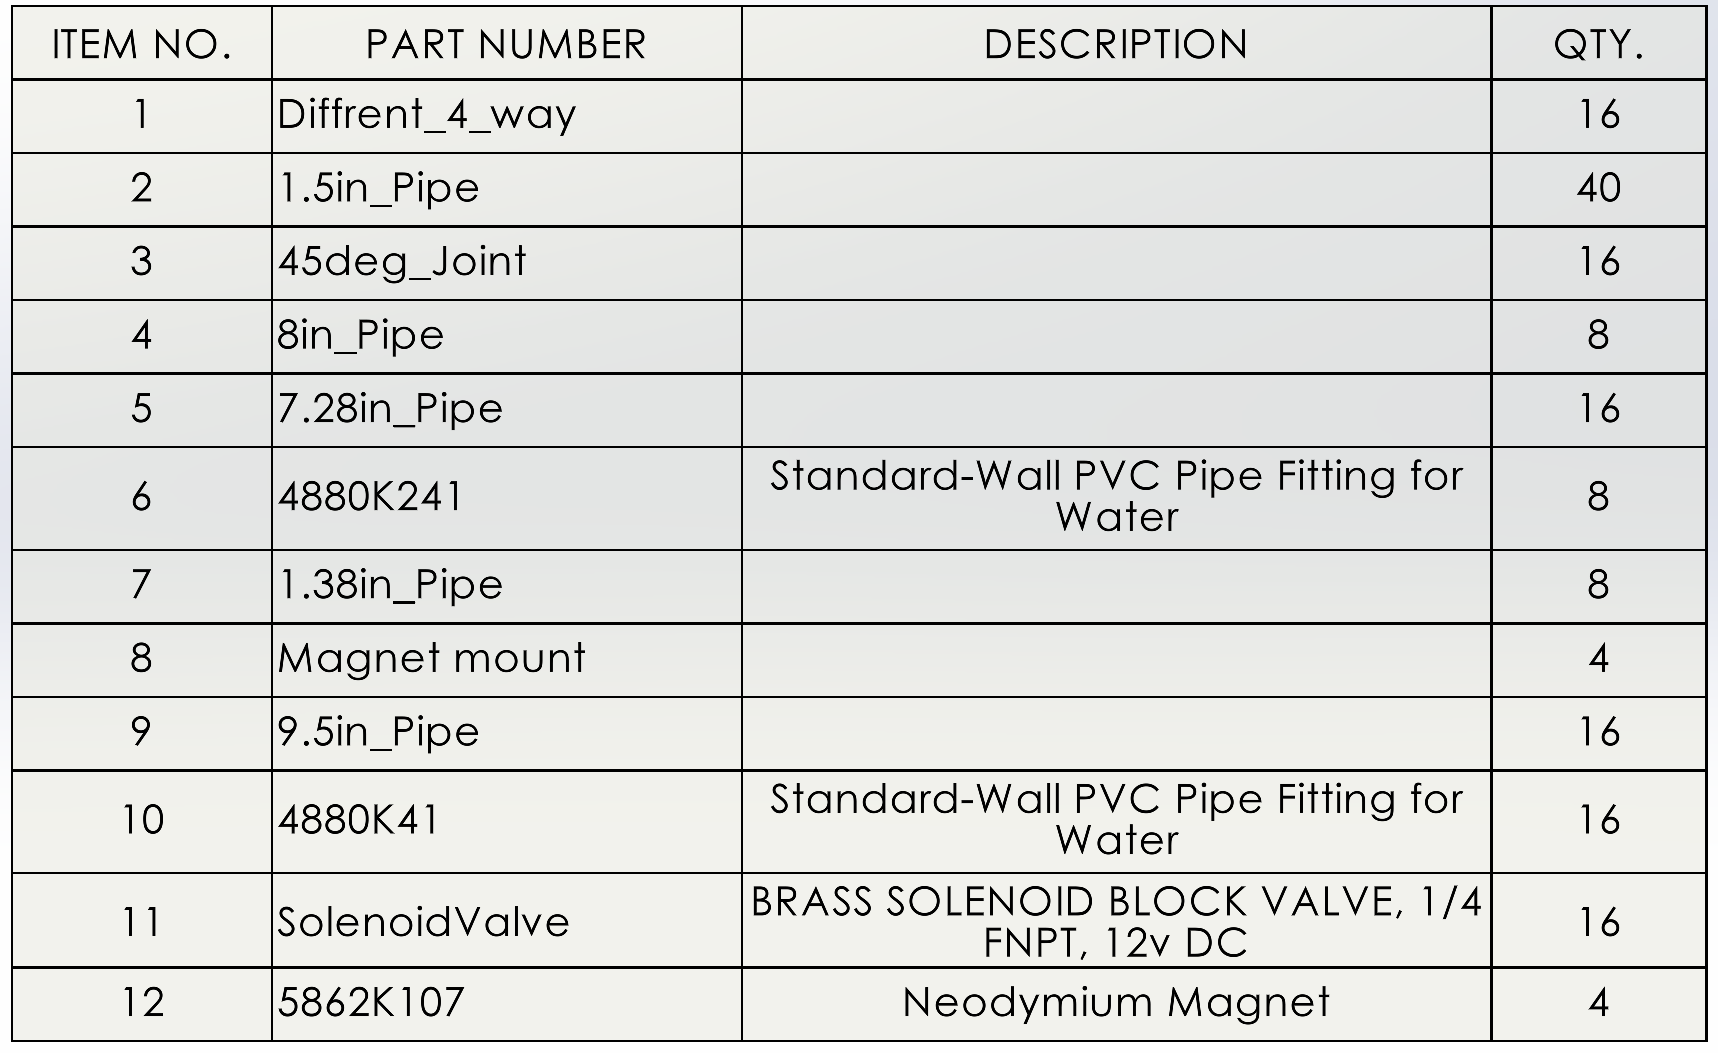 ITEM NO. PART NUMBER DESCRIPTION QTY.
1 Diffrent_4_way 16
2 1.5in_Pipe 40
3 45deg_Joint 16
4 8in_Pipe 8
5 7.28in_Pipe 16
6 4880K241 Standard-Wall PVC Pipe Fitting for
Water 8
7 1.38in_Pipe 8
8 Magnet mount 4
9 9.5in_Pipe 16
10 4880K41 Standard-Wall PVC Pipe Fitting for
Water 16
11 SolenoidValve BRASS SOLENOID BLOCK VALVE, 1/4
FNPT, 12v DC 16
12 5862K107 Neodymium Magnet 4